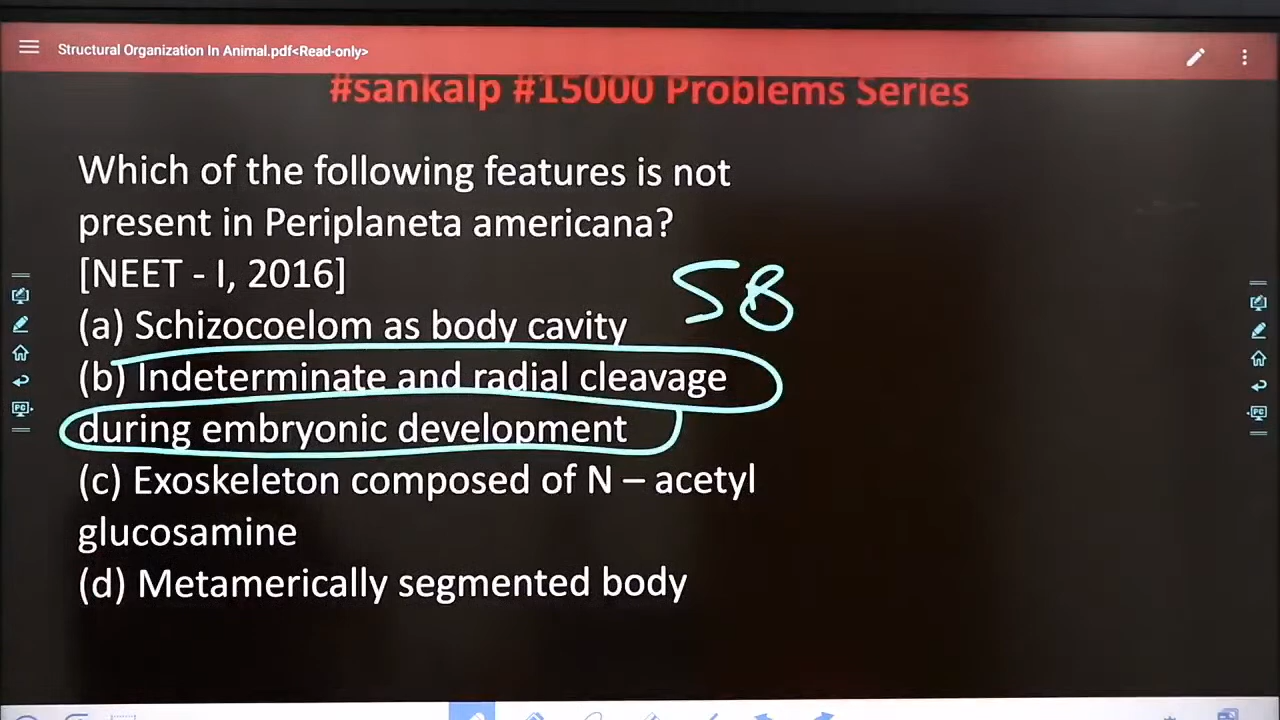 Structural Organization In Animal.pdf<Read-only>
#sankalp #15000 Problems Series
Which of the following features is not
present in Periplaneta americana?
[NEET - I, 2016]
58
(a) Schizocoelom as body cavity
(b) Indeterminate and radial cleavage
during embryonic development
(c) Exoskeleton composed of N – acetyl
glucosamine
(d) Metamerically segmented body